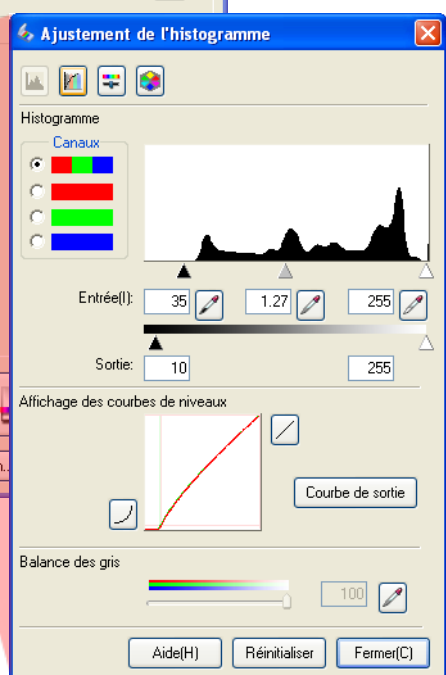 Ajustement de l'histogramme
Histogramme
Canaux
Entrée(I):
35
1.27
255
Sortie:
10
255
Affichage des courbes de niveaux
Courbe de sortie
Balance des gris
100
Aide(H)
Réinitialiser
Fermer(C)